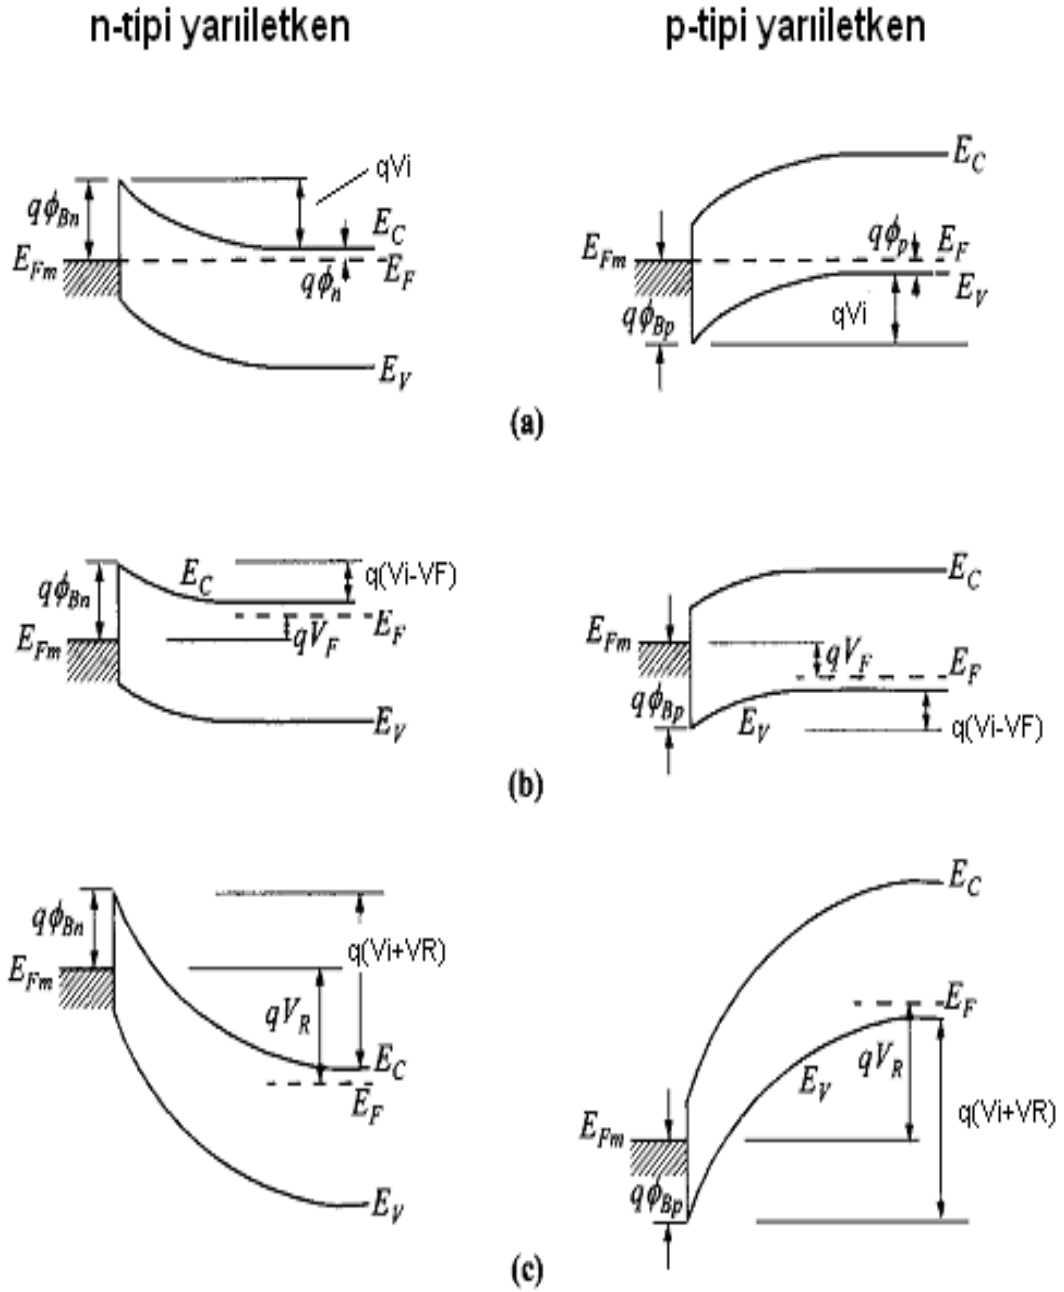 n-tipi yarıiletken
p-tipi yarıiletken
qVi
qϕBn
EC
EFm
EF
qϕn
EV
EC
qϕp
EF
EFm
EV
qVi
qϕBp
(a)
q(Vi-VF)
EC
qϕBn
EF
qVF
EFm
EV
EC
EFm
qVF
EF
qϕBp
EV
q(Vi-VF)
(b)
qϕBn
q(Vi+VR)
EFm
qVR
EC
EF
EV
EC
EF
qVR
EV
q(Vi+VR)
EFm
qϕBp
(c)